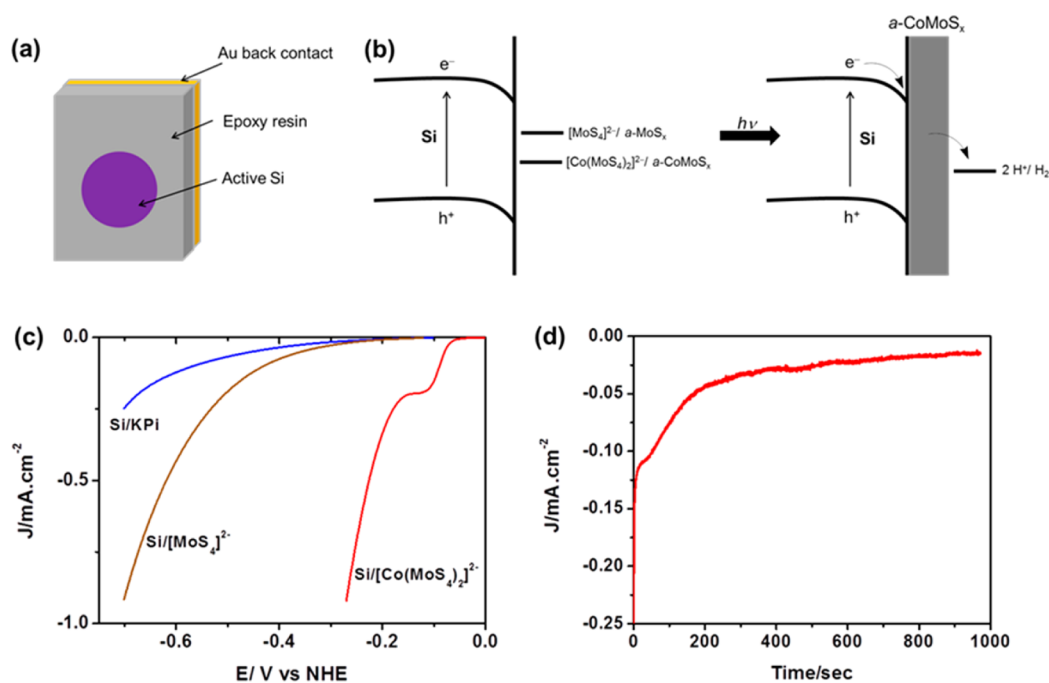 (a)
Au back contact
Epoxy resin
Active Si
(b)
e⁻
Si
h⁺
[MoS₄]²⁻/ a-MoSₓ
[Co(MoS₄)₂]²⁻/ a-CoMoSₓ
hν
a-CoMoSₓ
e⁻
Si
h⁺
2 H⁺/ H₂
(c)
0.0
-0.5
-1.0
J/mA.cm⁻²
Si/KPi
Si/[MoS₄]²⁻
Si/[Co(MoS₄)₂]²⁻
-0.6 -0.4 -0.2 0.0
E/ V vs NHE
(d)
0.00
-0.05
-0.10
-0.15
-0.20
-0.25
J/mA.cm⁻²
0 200 400 600 800 1000
Time/sec